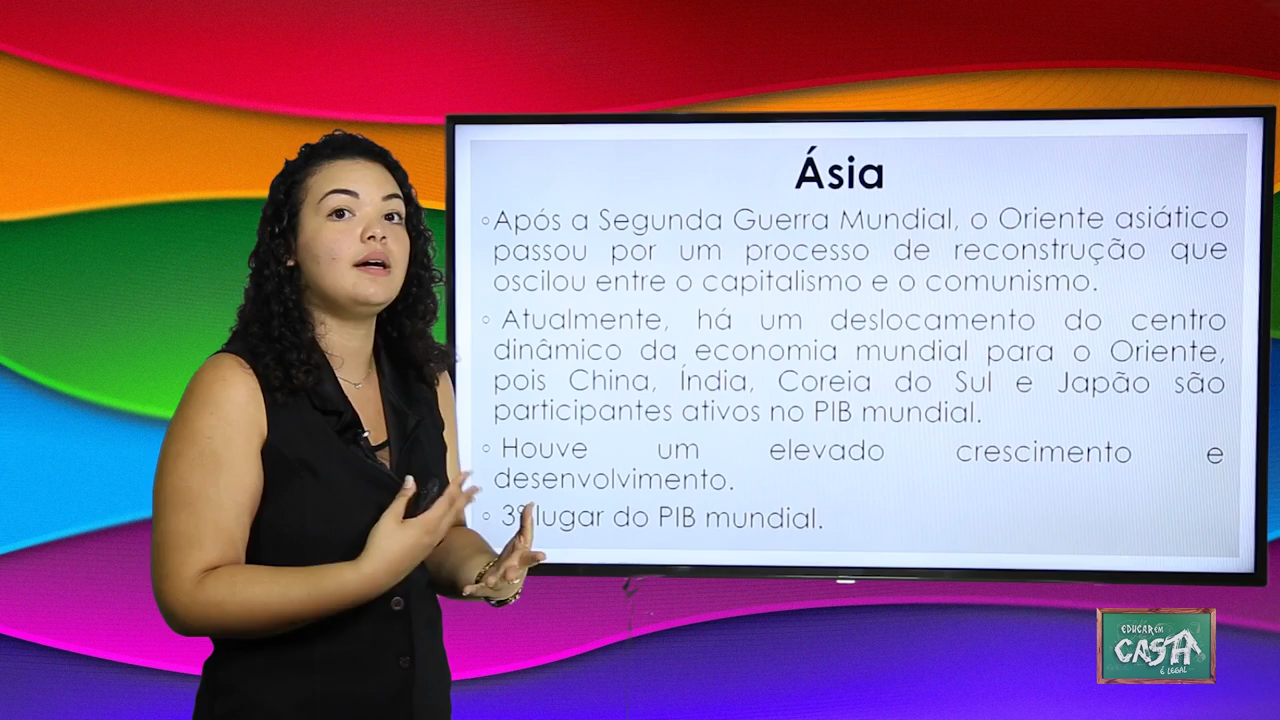 Ásia
◦Após a Segunda Guerra Mundial, o Oriente asiático
passou por um processo de reconstrução que
oscilou entre o capitalismo e o comunismo.
◦ Atualmente, há um deslocamento do centro
dinâmico da economia mundial para o Oriente,
pois China, Índia, Coreia do Sul e Japão são
participantes ativos no PIB mundial.
◦ Houve um elevado crescimento e
desenvolvimento.
◦ 3º lugar do PIB mundial.
EDUCAR EM
CASA
É LEGAL